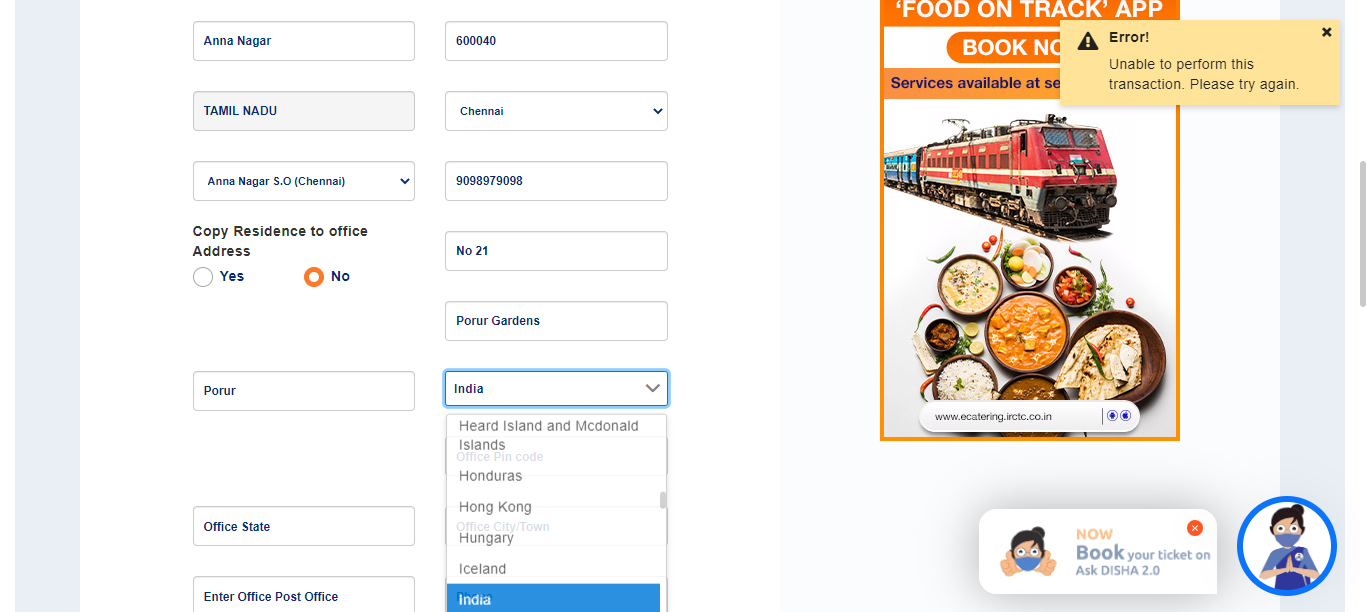 Anna Nagar
600040
TAMIL NADU
Chennai
Anna Nagar S.O (Chennai)
9098979098
Copy Residence to office
Address
Yes
No
No 21
Porur Gardens
Porur
India
Heard Island and Mcdonald
Islands
Office Pin code
Honduras
Hong Kong
Office City/Town
Hungary
Iceland
India
Office State
Enter Office Post Office
‘FOOD ON TRACK’ APP
BOOK NO
Services available at se
Error!
Unable to perform this
transaction. Please try again.
www.ecatering.irctc.co.in
NOW
Book your ticket on
Ask DISHA 2.0